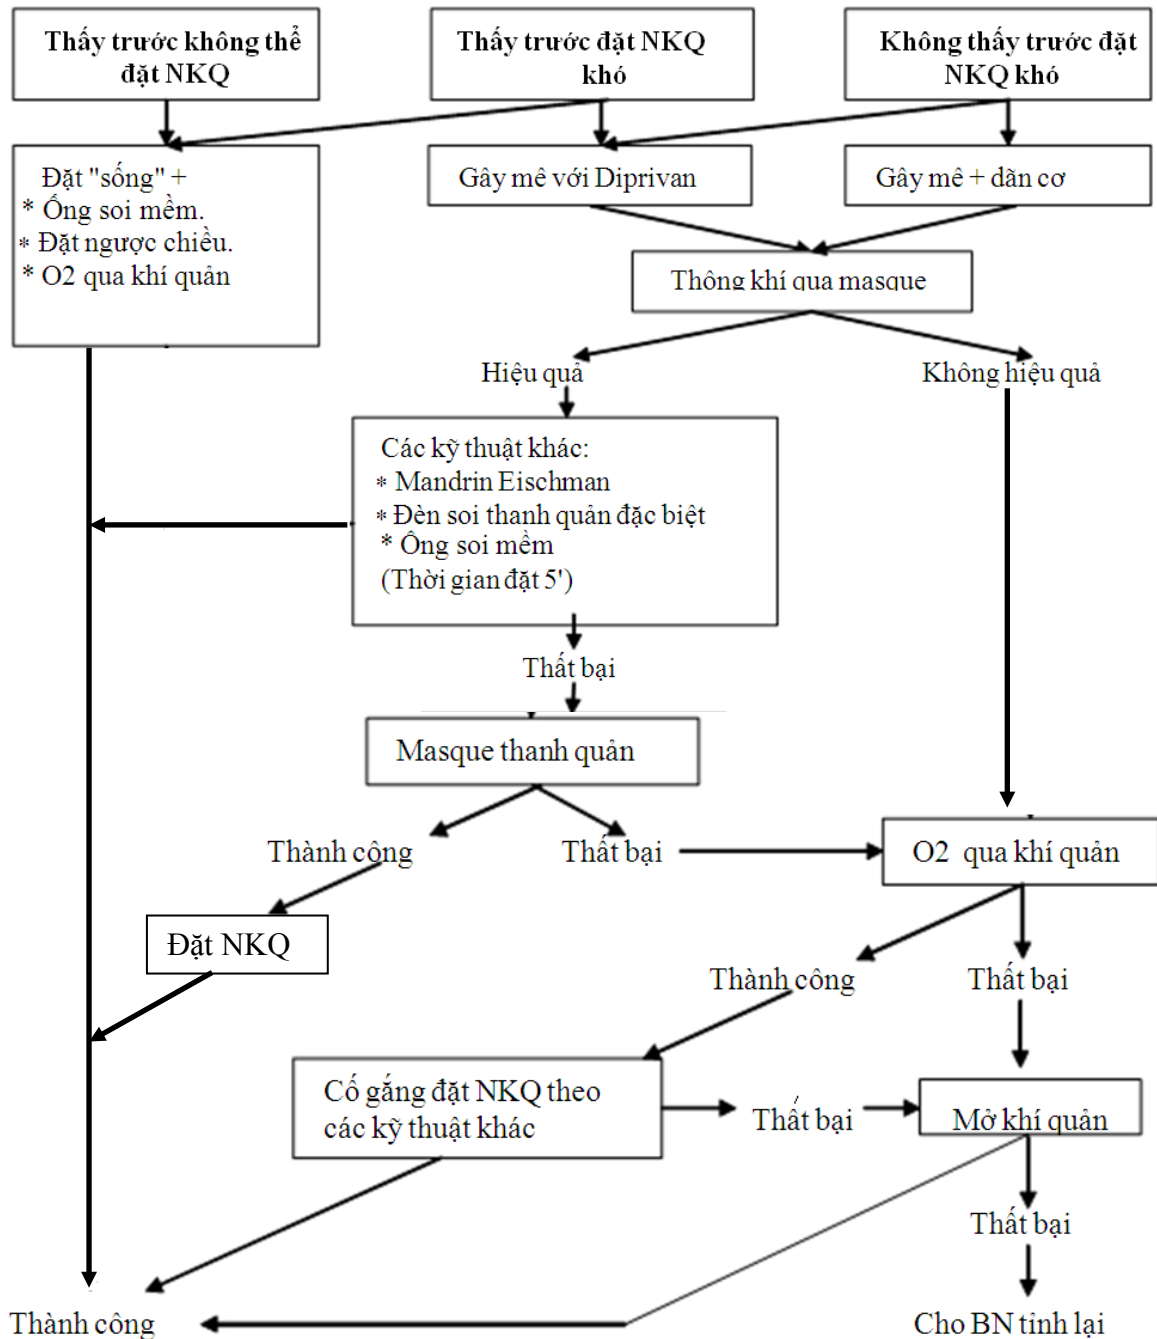 Thấy trước không thể
đặt NKQ
Thấy trước đặt NKQ
khó
Không thấy trước đặt
NKQ khó
Đặt "sống" +
* Ống soi mềm.
* Đặt ngược chiều.
* O2 qua khí quản
Gây mê với Diprivan
Gây mê + dãn cơ
Thông khí qua masque
Hiệu quả
Không hiệu quả
Các kỹ thuật khác:
* Mandrin Eischman
* Đèn soi thanh quản đặc biệt
* Ống soi mềm
(Thời gian đặt 5')
Thất bại
Masque thanh quản
Thành công
Thất bại
O2 qua khí quản
Đặt NKQ
Thành công
Thất bại
Cố gắng đặt NKQ theo
các kỹ thuật khác
Thất bại
Mở khí quản
Thất bại
Thành công
Cho BN tỉnh lại